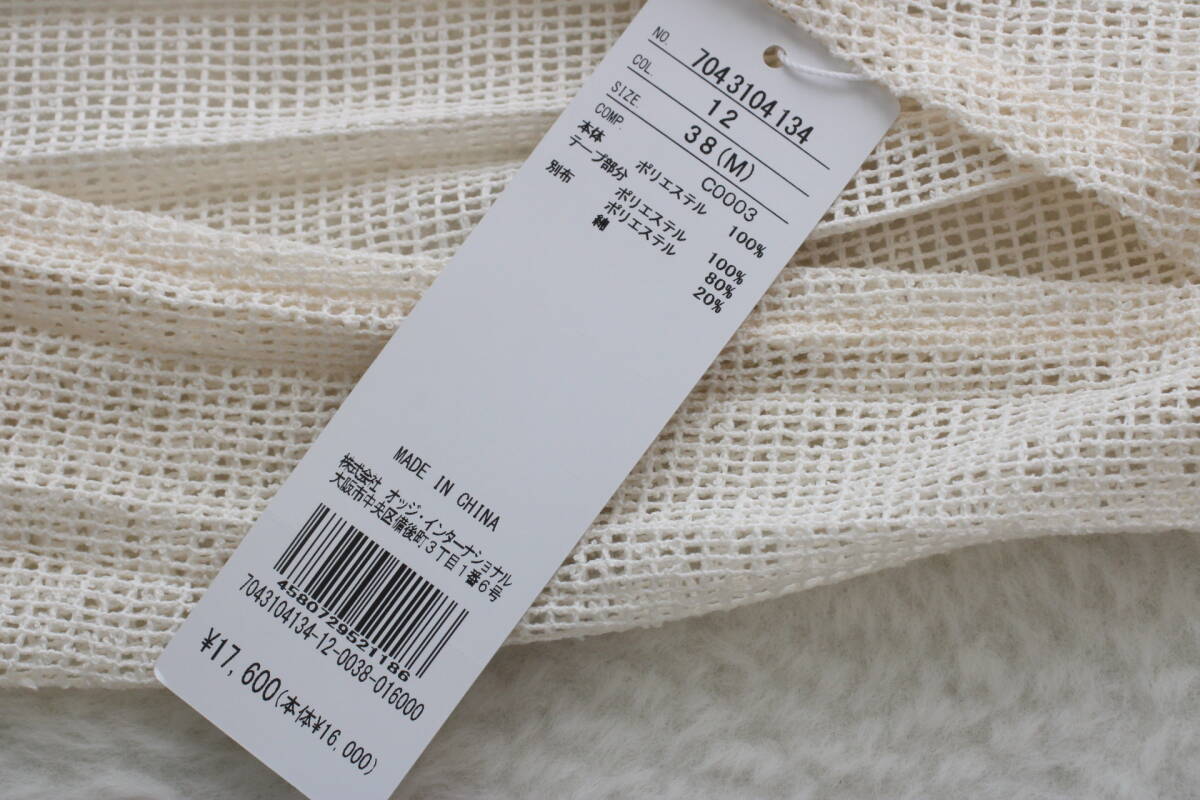 NO. 7043104134
COL. 12
SIZE. 38(M)
COMP. C0003
本体 ポリエステル 100%
テープ部分 ポリエステル 100%
別布 ポリエステル 80%
綿 20%
MADE IN CHINA
株式会社 オッジ・インターナショナル
大阪市中央区備後町3丁目1番6号
4580729521186
7043104134-12-0038-016000
¥17,600(本体¥16,000)